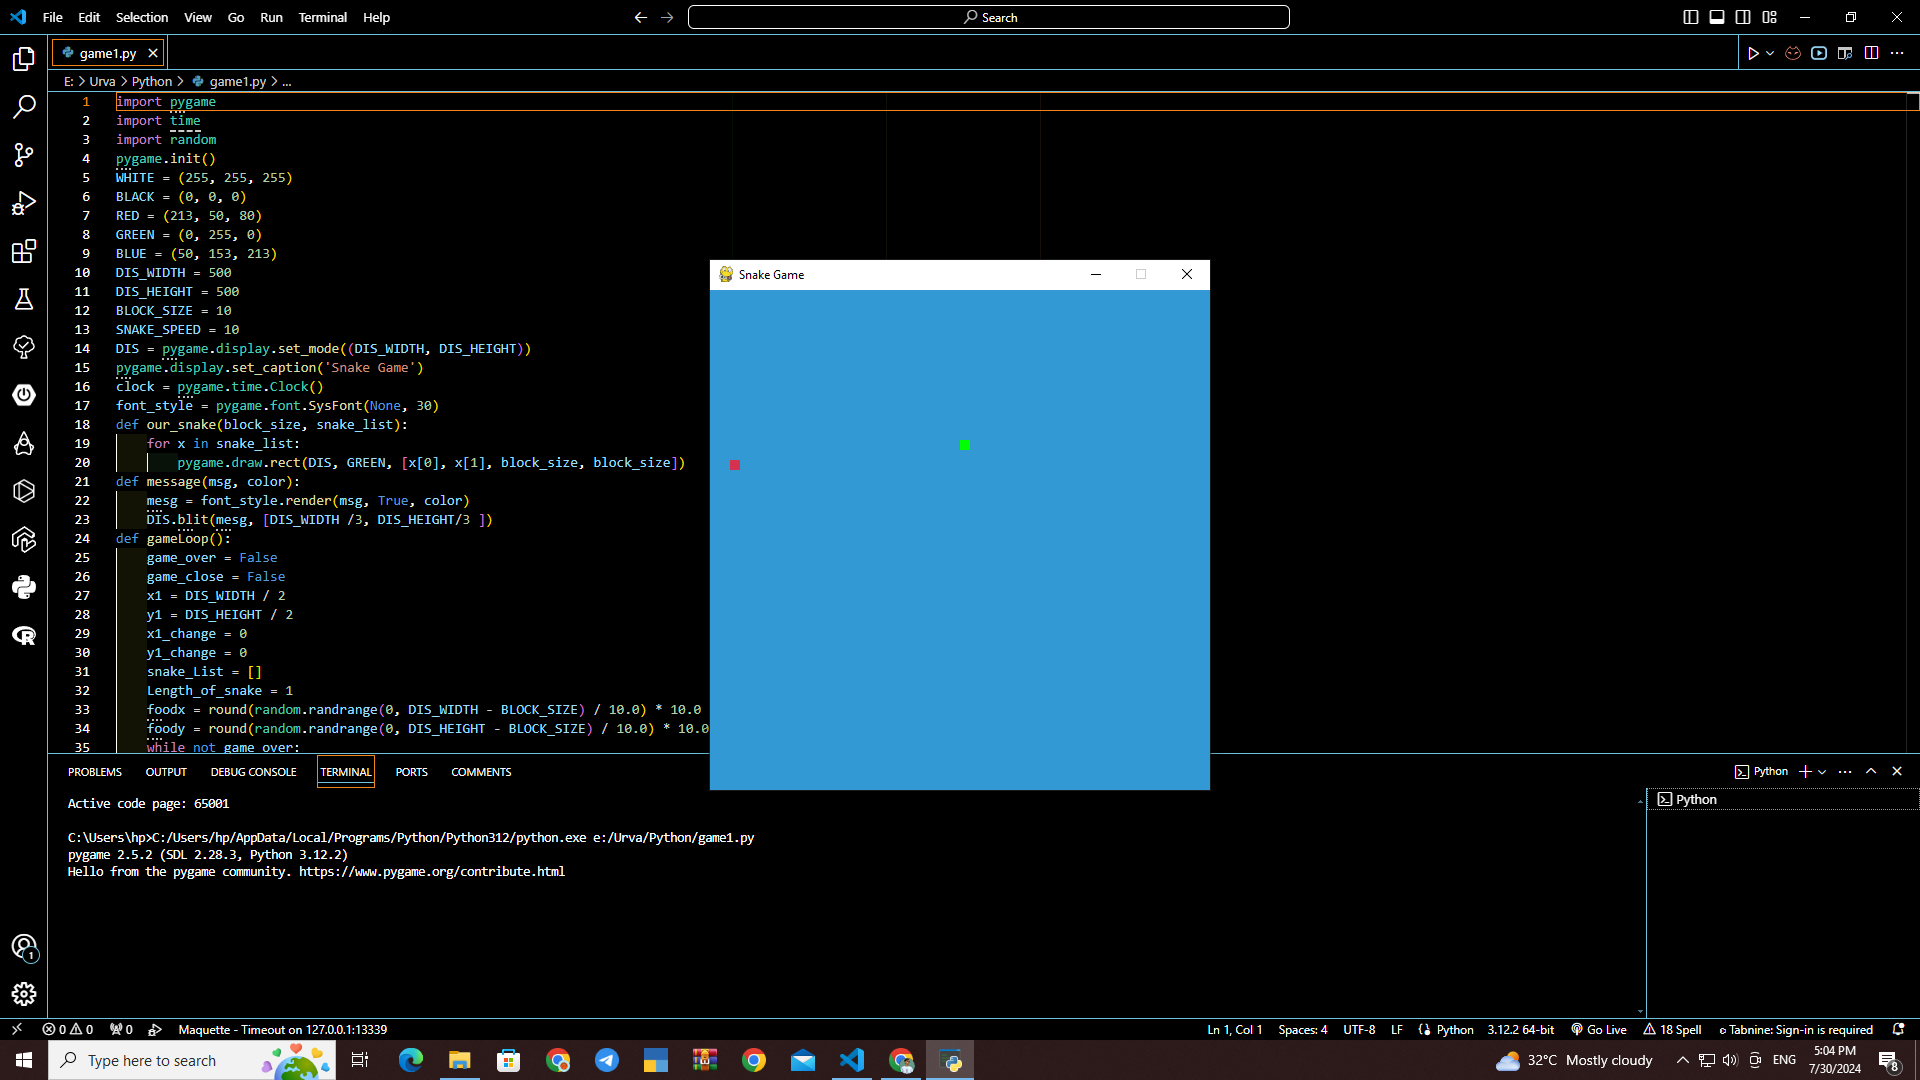 File Edit Selection View Go Run Terminal Help
Search
game1.py
E: > Urva > Python > game1.py > ...
1 import pygame
2 import time
3 import random
4 pygame.init()
5 WHITE = (255, 255, 255)
6 BLACK = (0, 0, 0)
7 RED = (213, 50, 80)
8 GREEN = (0, 255, 0)
9 BLUE = (50, 153, 213)
10 DIS_WIDTH = 500
11 DIS_HEIGHT = 500
12 BLOCK_SIZE = 10
13 SNAKE_SPEED = 10
14 DIS = pygame.display.set_mode((DIS_WIDTH, DIS_HEIGHT))
15 pygame.display.set_caption('Snake Game')
16 clock = pygame.time.Clock()
17 font_style = pygame.font.SysFont(None, 30)
18 def our_snake(block_size, snake_list):
19 for x in snake_list:
20 pygame.draw.rect(DIS, GREEN, [x[0], x[1], block_size, block_size])
21 def message(msg, color):
22 mesg = font_style.render(msg, True, color)
23 DIS.blit(mesg, [DIS_WIDTH /3, DIS_HEIGHT/3 ])
24 def gameLoop():
25 game_over = False
26 game_close = False
27 x1 = DIS_WIDTH / 2
28 y1 = DIS_HEIGHT / 2
29 x1_change = 0
30 y1_change = 0
31 snake_List = []
32 Length_of_snake = 1
33 foodx = round(random.randrange(0, DIS_WIDTH - BLOCK_SIZE) / 10.0) * 10.0
34 foody = round(random.randrange(0, DIS_HEIGHT - BLOCK_SIZE) / 10.0) * 10.0
35 while not game_over:
Snake Game
PROBLEMS OUTPUT DEBUG CONSOLE TERMINAL PORTS COMMENTS
Python
Python
Active code page: 65001
C:\Users\hp>C:/Users/hp/AppData/Local/Programs/Python/Python312/python.exe e:/Urva/Python/game1.py
pygame 2.5.2 (SDL 2.28.3, Python 3.12.2)
Hello from the pygame community. https://www.pygame.org/contribute.html
1
0 0 0 Maquette - Timeout on 127.0.0.1:13339 Ln 1, Col 1 Spaces: 4 UTF-8 LF Python 3.12.2 64-bit Go Live 18 Spell Tabnine: Sign-in is required
Type here to search
32°C Mostly cloudy ENG
5:04 PM
7/30/2024
8